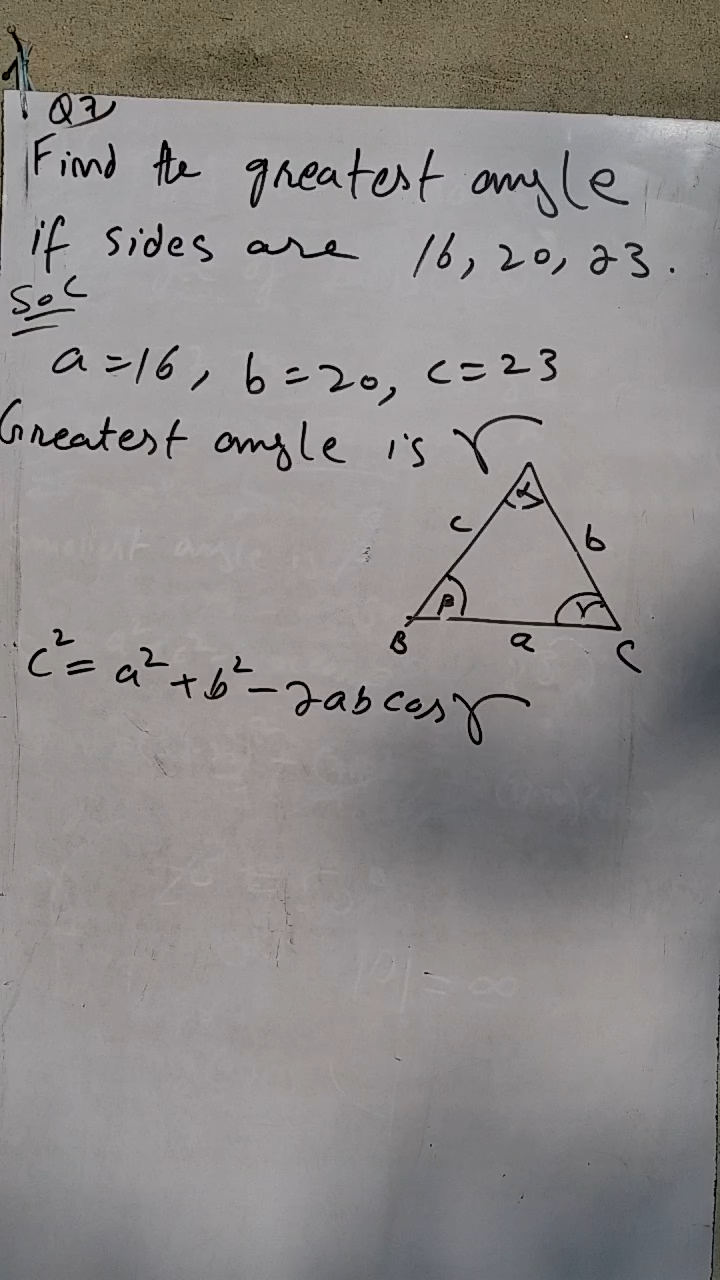 Q7
Find the greatest angle
if sides are 16, 20, 23.
Sol
a = 16, b = 20, c = 23
Greatest angle is γ
α
c b
β γ
B a C
c² = a² + b² - 2ab cos γ